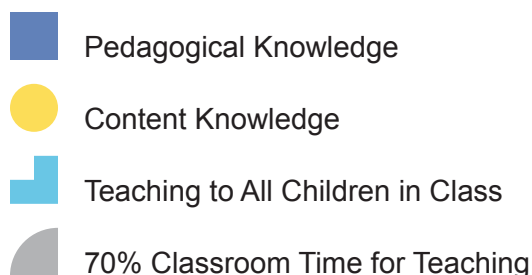 Pedagogical Knowledge
Content Knowledge
Teaching to All Children in Class
70% Classroom Time for Teaching